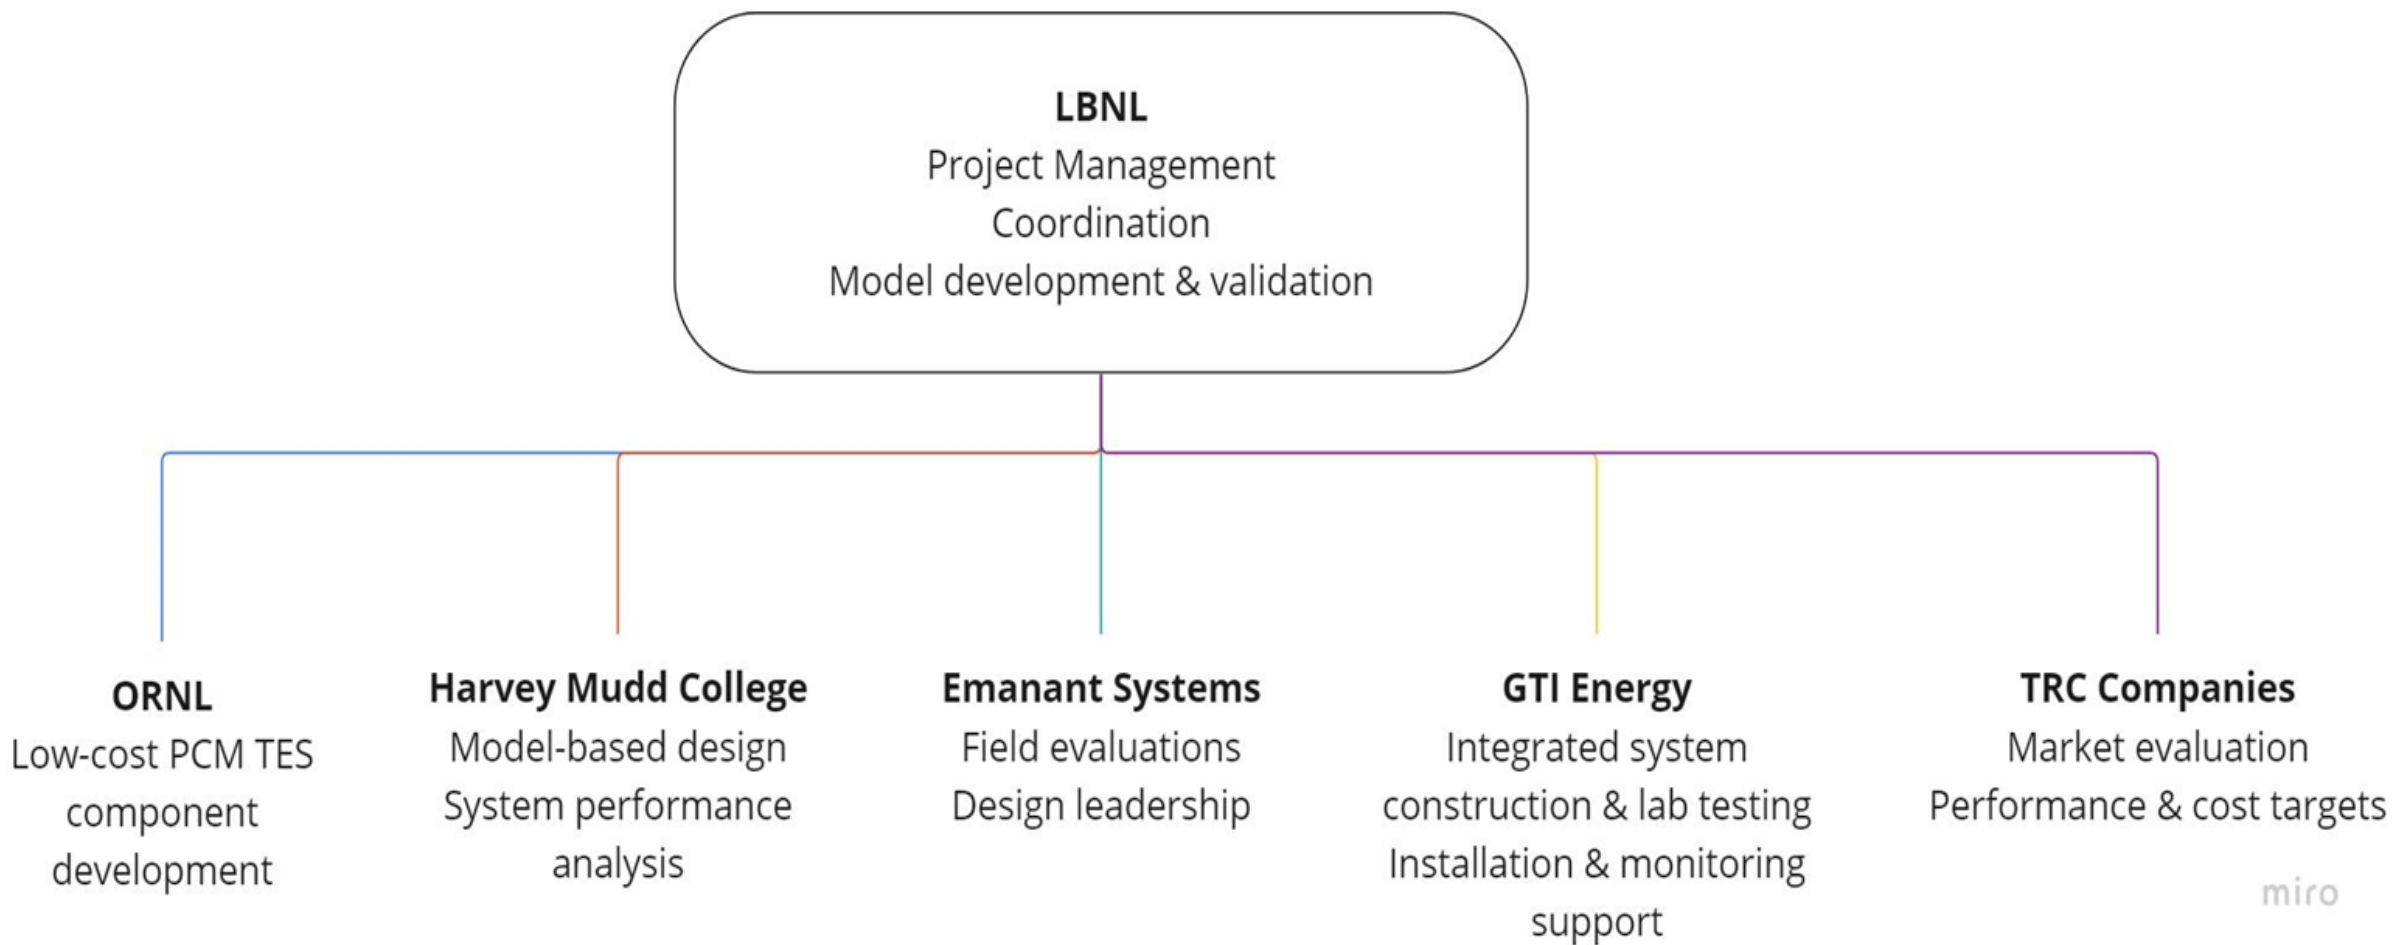 LBNL
Project Management
Coordination
Model development & validation
ORNL
Low-cost PCM TES
component
development
Harvey Mudd College
Model-based design
System performance
analysis
Emanant Systems
Field evaluations
Design leadership
GTI Energy
Integrated system
construction & lab testing
Installation & monitoring
support
TRC Companies
Market evaluation
Performance & cost targets
miro